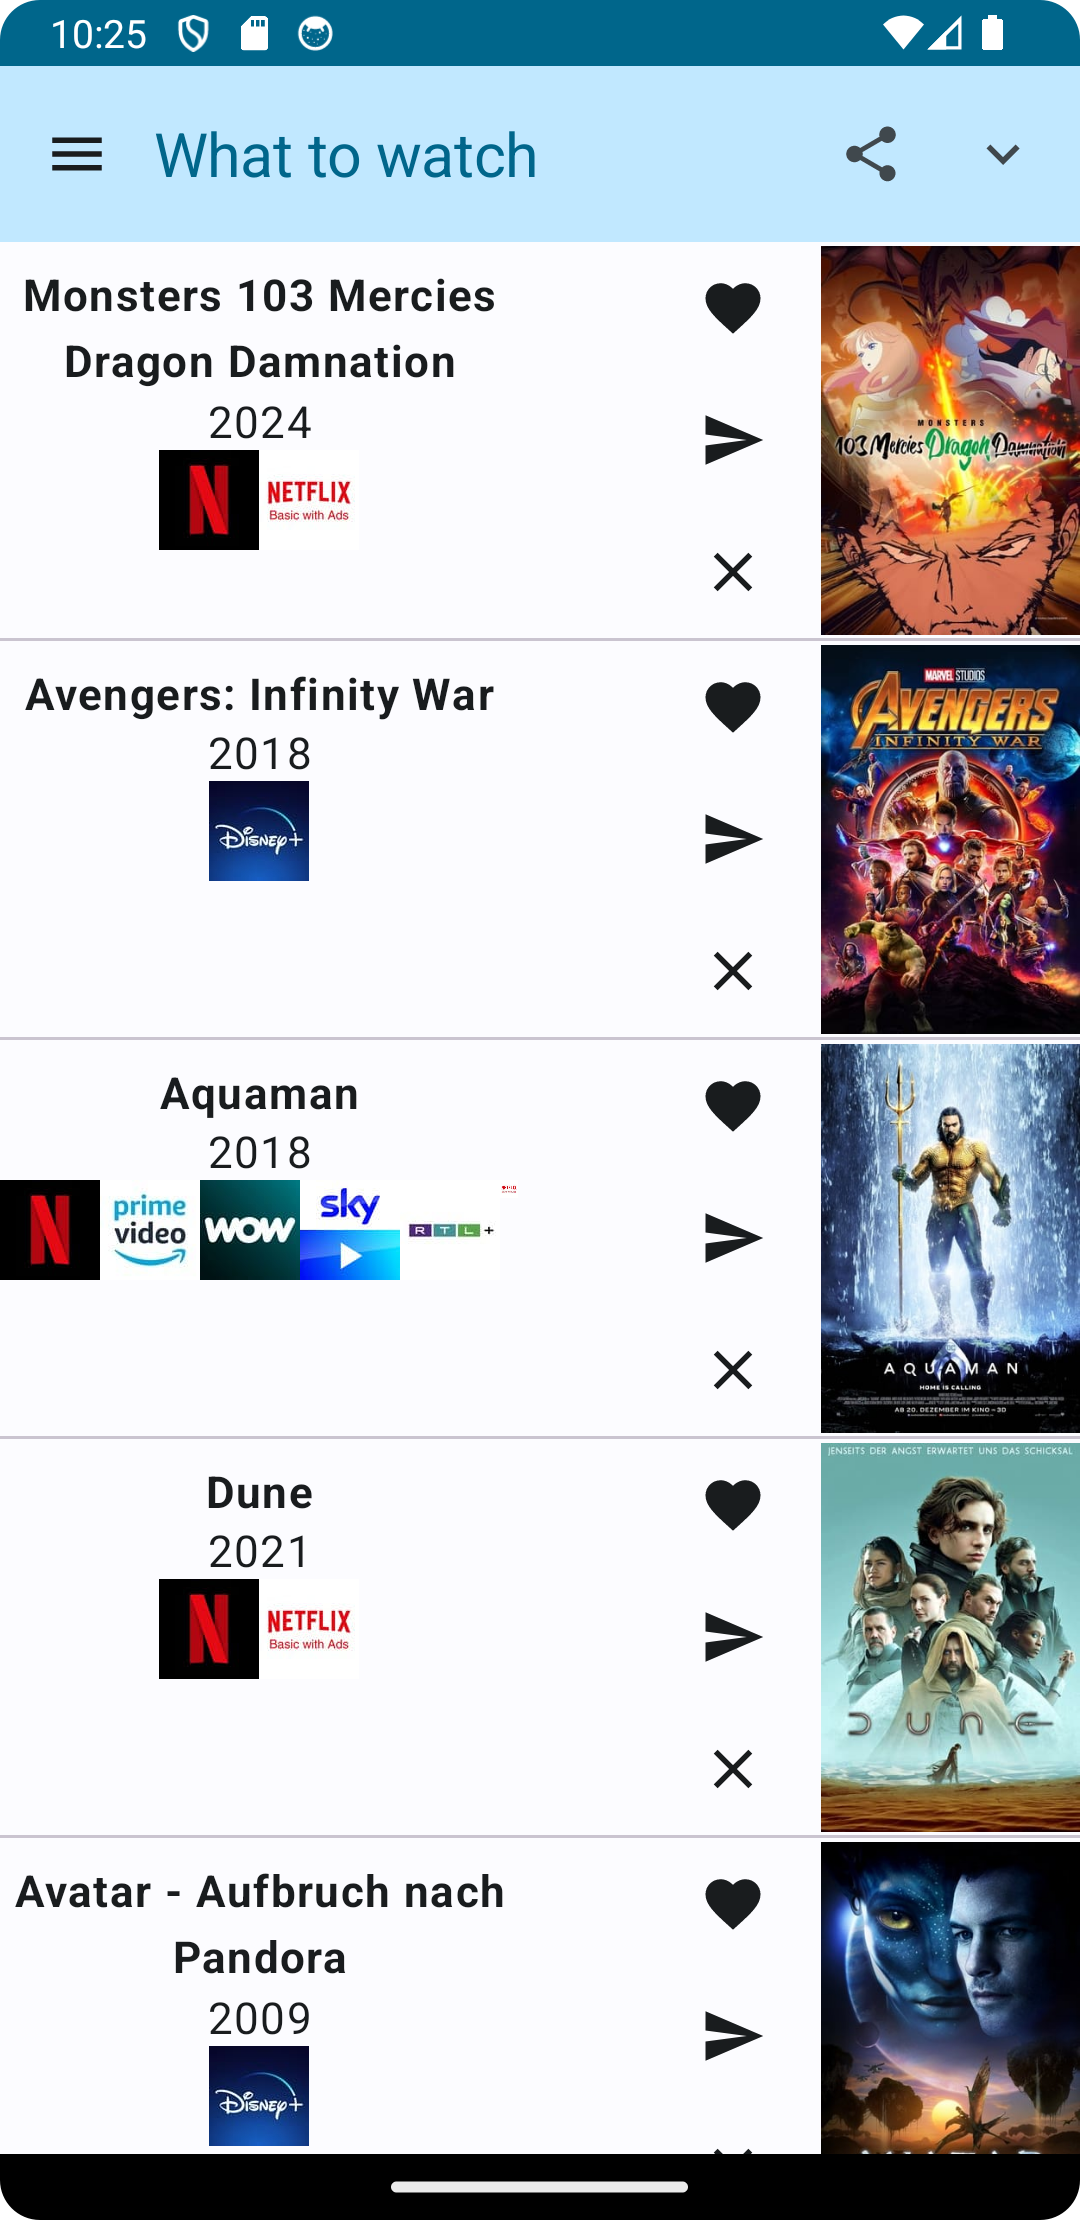 10:25
What to watch
Monsters 103 Mercies
Dragon Damnation
2024
N
NETFLIX
Basic with Ads
MONSTERS
103 Mercies Dragon Damnation
Avengers: Infinity War
2018
Disney+
MARVEL STUDIOS
AVENGERS
INFINITY WAR
Aquaman
2018
N
prime
video
WOW
sky
RTL+
AQUAMAN
HOME IS CALLING
AB 20. DEZEMBER IM KINO – 3D
Dune
2021
N
NETFLIX
Basic with Ads
JENSEITS DER ANGST ERWARTET UNS DAS SCHICKSAL
DUNE
Avatar - Aufbruch nach
Pandora
2009
Disney+